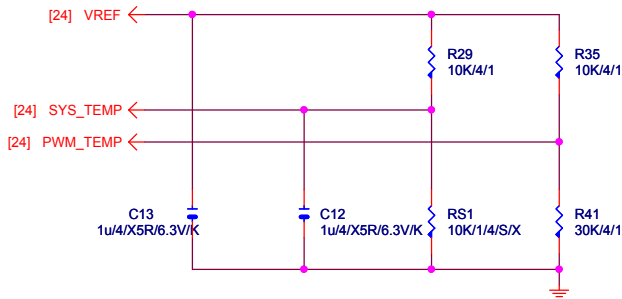 [24] VREF
R29
10K/4/1
R35
10K/4/1
[24] SYS_TEMP
[24] PWM_TEMP
C13
1u/4/X5R/6.3V/K
C12
1u/4/X5R/6.3V/K
RS1
10K/1/4/S/X
R41
30K/4/1